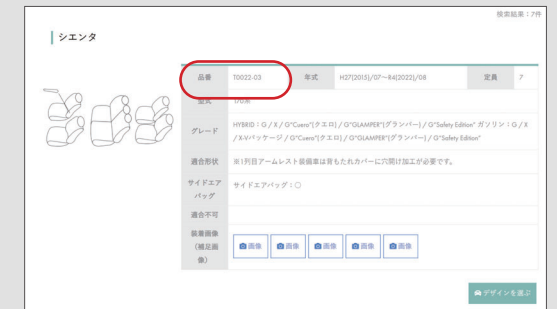 検索結果：7件
シエンタ
品番 T0022-03 年式 H27(2015)/07〜R4(2022)/08 定員 7
型式 170系
グレード HYBRID：G / X / G"Cuero"(クエロ) / G"GLAMPER"(グランパー) / G"Safety Edition" ガソリン：G / X
/ X-Vパッケージ / G"Cuero"(クエロ) / G"GLAMPER"(グランパー) / G"Safety Edition"
適合形状 ※1列目アームレスト装備車は背もたれカバーに穴開け加工が必要です。
サイドエア
バッグ サイドエアバッグ：○
適合不可
装着画像
（補足画
像） 画像 画像 画像 画像 画像
デザインを選ぶ